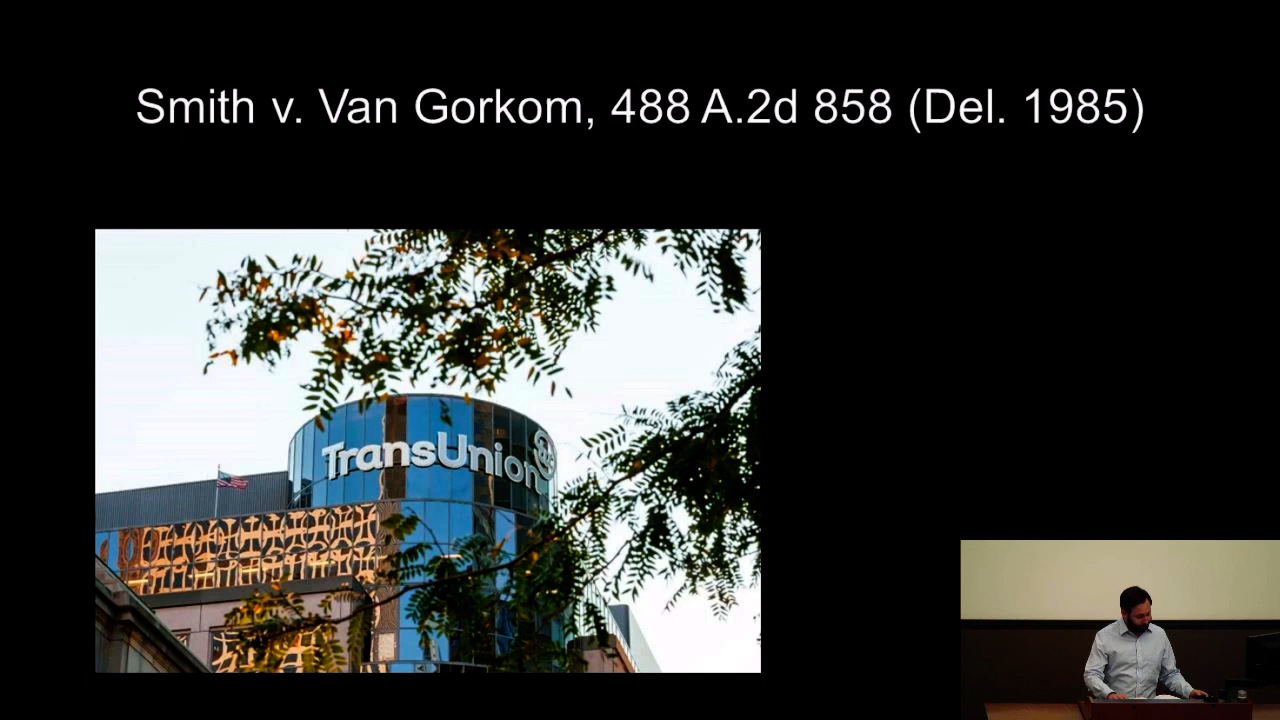 Smith v. Van Gorkom, 488 A.2d 858 (Del. 1985)
TransUnion